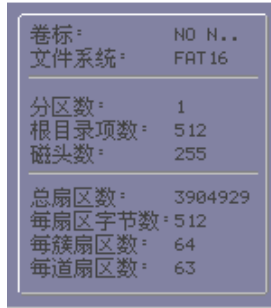 卷标: NO N..
文件系统: FAT16
分区数: 1
根目录项数: 512
磁头数: 255
总扇区数: 3904929
每扇区字节数:512
每簇扇区数: 64
每道扇区数: 63